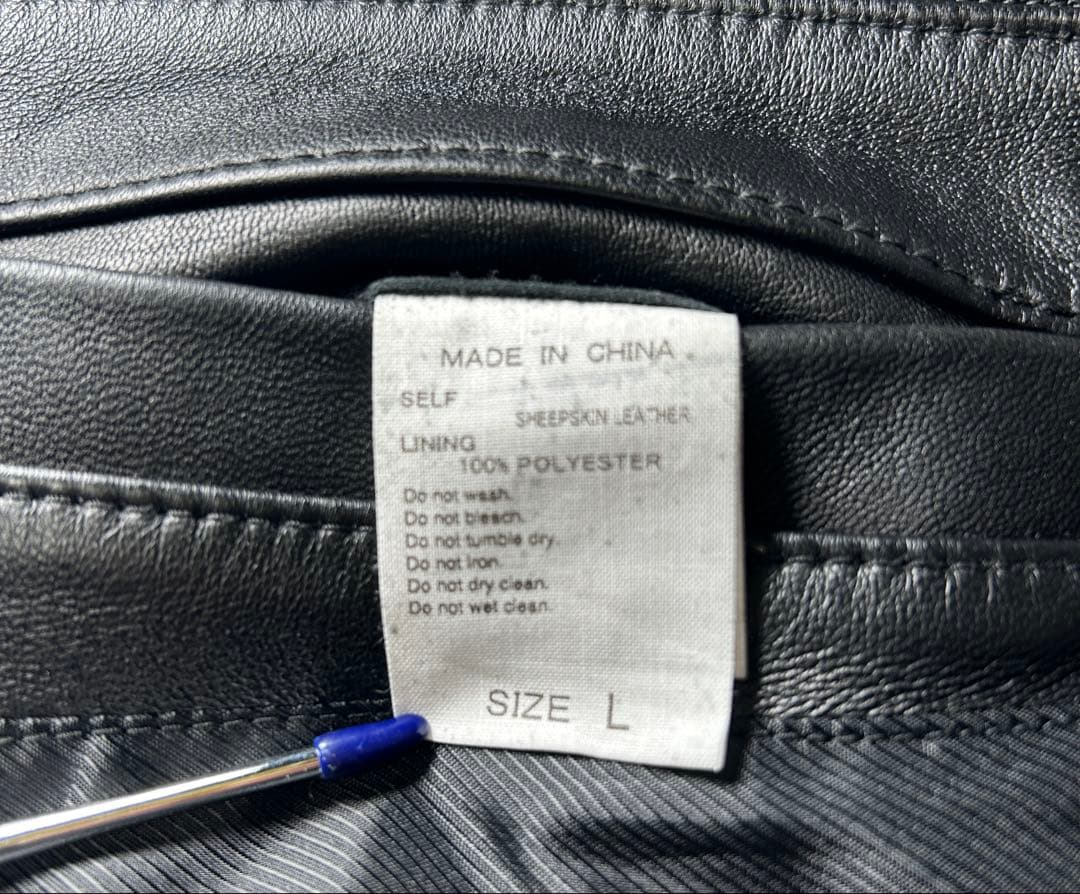 MADE IN CHINA
SELF
SHEEPSKIN LEATHER
LINING
100% POLYESTER
Do not wash.
Do not bleach.
Do not tumble dry.
Do not iron.
Do not dry clean.
Do not wet clean.
SIZE L